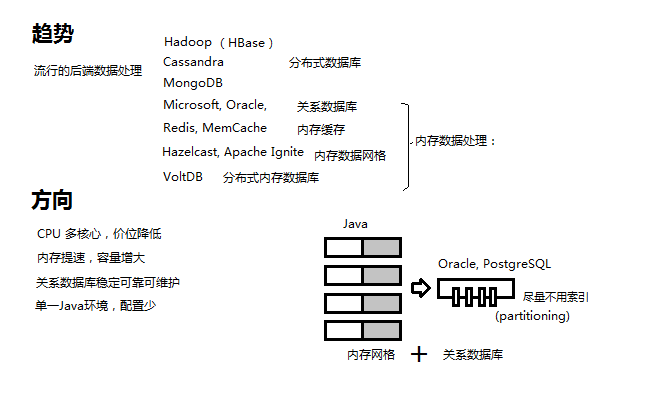 趋势
流行的后端数据处理
Hadoop （HBase）
Cassandra 分布式数据库
MongoDB
Microsoft, Oracle, 关系数据库
Redis, MemCache 内存缓存
Hazelcast, Apache Ignite 内存数据网格
VoltDB 分布式内存数据库
内存数据处理：
方向
CPU 多核心，价位降低
内存提速，容量增大
关系数据库稳定可靠可维护
单一Java环境，配置少
Java
Oracle, PostgreSQL
尽量不用索引
(partitioning)
内存网格 + 关系数据库